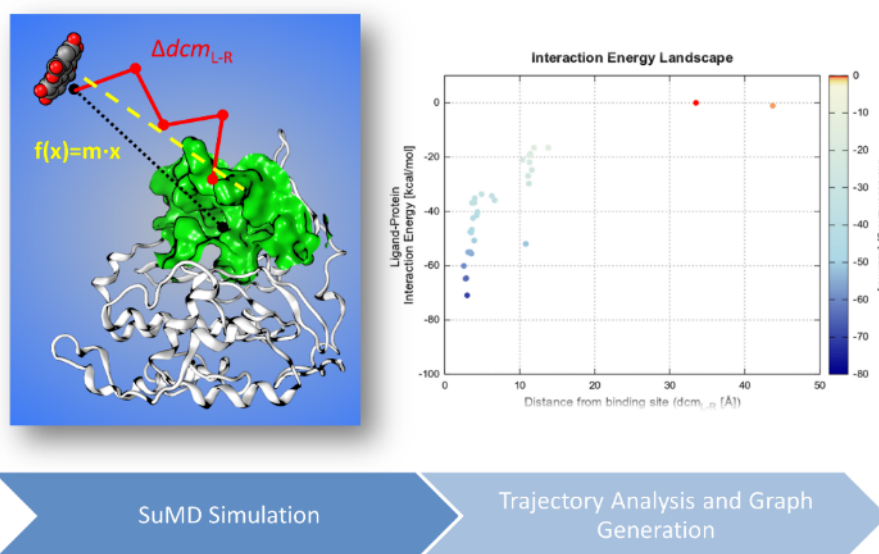 ΔdcmL-R
f(x)=m·x
Interaction Energy Landscape
Ligand-Protein
Interaction Energy [kcal/mol]
0
-20
-40
-60
-80
-100
0
10
20
30
40
50
Distance from binding site (dcmL-R [Å])
0
-10
-20
-30
-40
-50
-60
-70
-80
SuMD Simulation
Trajectory Analysis and Graph
Generation